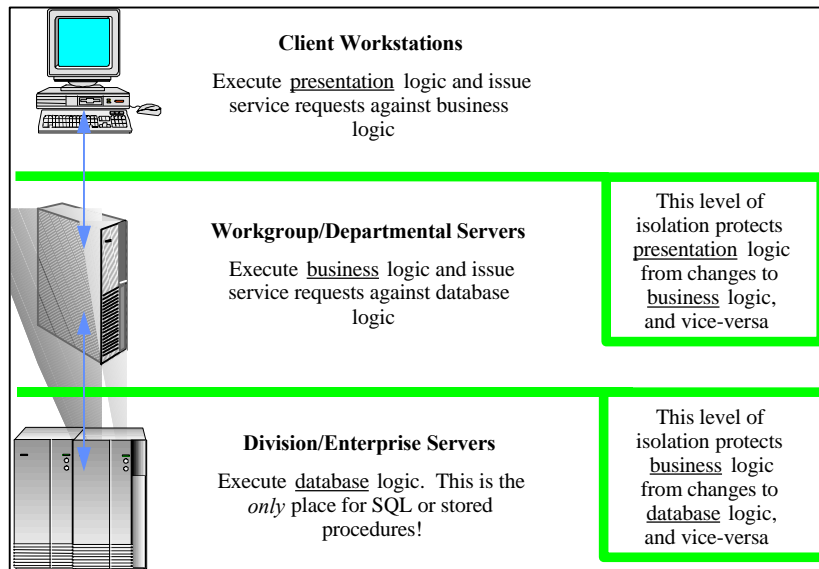 Client Workstations
Execute presentation logic and issue
service requests against business
logic
Workgroup/Departmental Servers
Execute business logic and issue
service requests against database
logic
This level of
isolation protects
presentation logic
from changes to
business logic,
and vice-versa
Division/Enterprise Servers
Execute database logic.  This is the
only place for SQL or stored
procedures!
This level of
isolation protects
business logic
from changes to
database logic,
and vice-versa